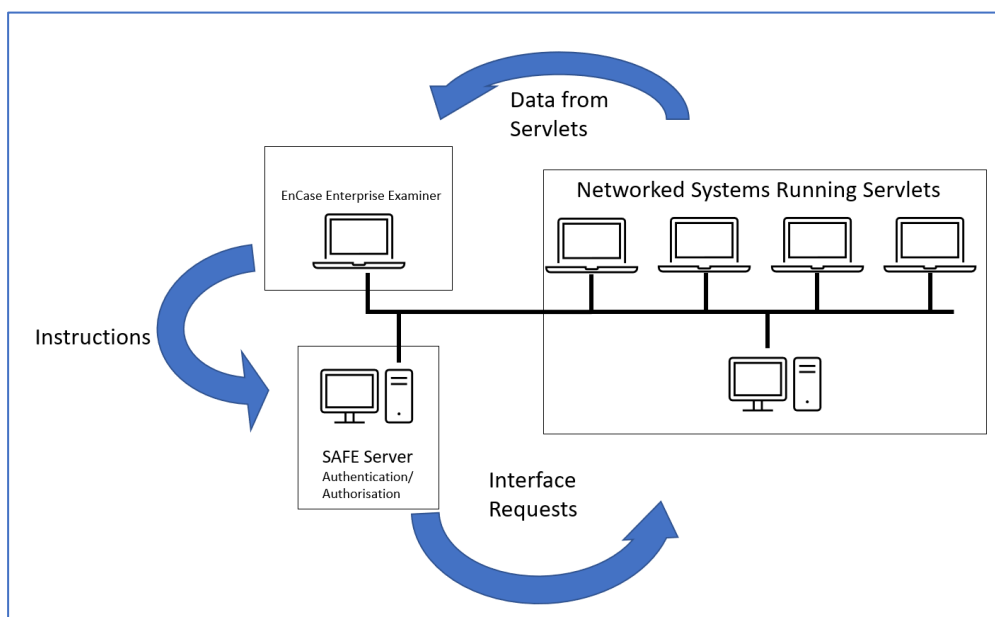 Data from
Servlets
EnCase Enterprise Examiner
Networked Systems Running Servlets
Instructions
SAFE Server
Authentication/
Authorisation
Interface
Requests